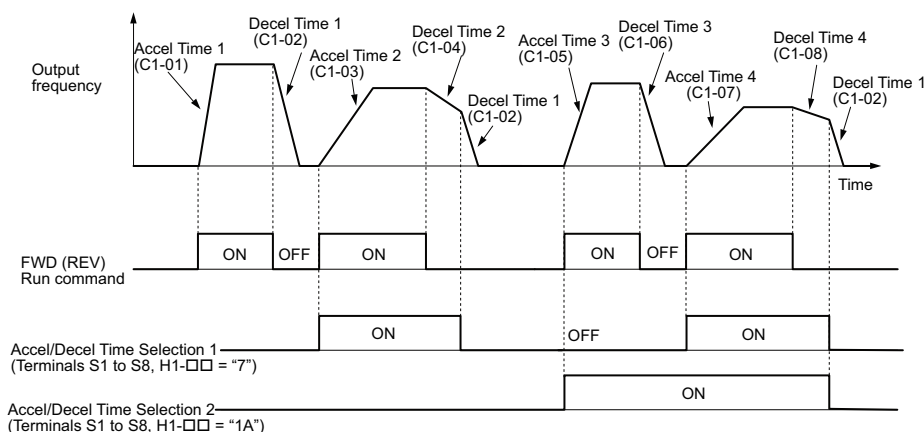 Output
frequency
Accel Time 1
(C1-01)
Decel Time 1
(C1-02)
Accel Time 2
(C1-03)
Decel Time 2
(C1-04)
Decel Time 1
(C1-02)
Accel Time 3
(C1-05)
Decel Time 3
(C1-06)
Accel Time 4
(C1-07)
Decel Time 4
(C1-08)
Decel Time 1
(C1-02)
Time
FWD (REV)
Run command
ON
OFF
ON
ON
OFF
ON
Accel/Decel Time Selection 1
(Terminals S1 to S8, H1-□□ = “7”)
ON
OFF
ON
Accel/Decel Time Selection 2
(Terminals S1 to S8, H1-□□ = “1A”)
ON